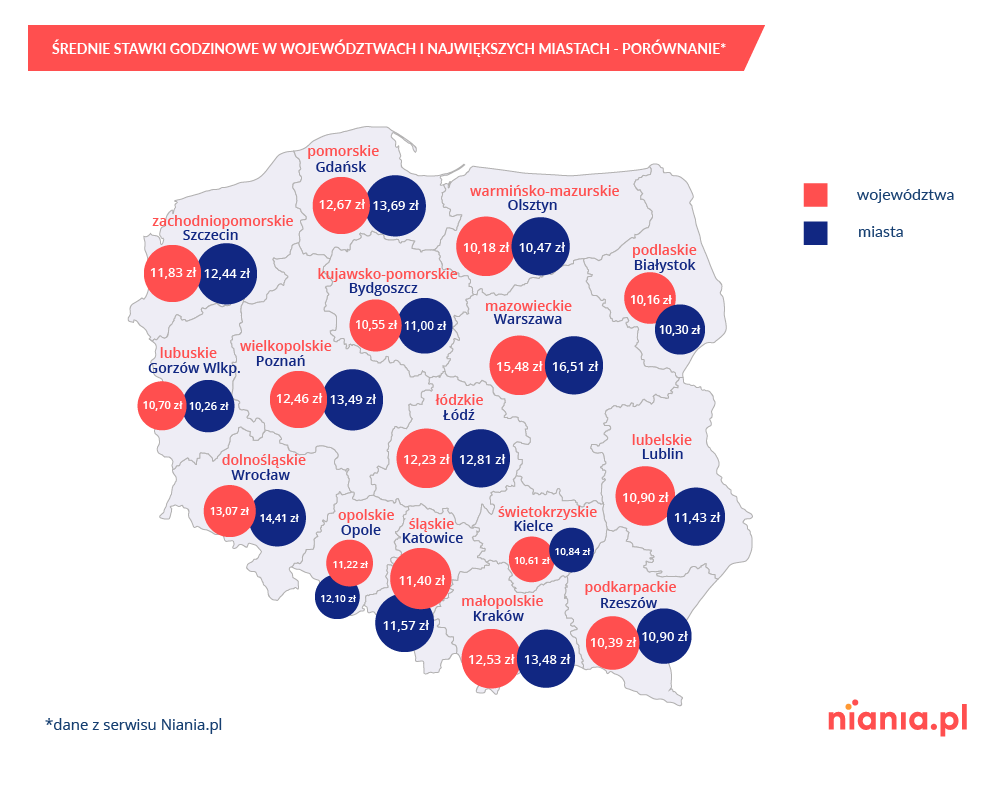 ŚREDNIE STAWKI GODZINOWE W WOJEWÓDZTWACH I NAJWIĘKSZYCH MIASTACH - PORÓWNANIE*
województwa
miasta
pomorskie
Gdańsk
12,67 zł
13,69 zł
warmińsko-mazurskie
Olsztyn
10,18 zł
10,47 zł
zachodniopomorskie
Szczecin
11,83 zł
12,44 zł
podlaskie
Białystok
10,16 zł
10,30 zł
kujawsko-pomorskie
Bydgoszcz
10,55 zł
11,00 zł
mazowieckie
Warszawa
15,48 zł
16,51 zł
lubuskie
Gorzów Wlkp.
10,70 zł
10,26 zł
wielkopolskie
Poznań
12,46 zł
13,49 zł
łódzkie
Łódź
12,23 zł
12,81 zł
lubelskie
Lublin
10,90 zł
11,43 zł
dolnośląskie
Wrocław
13,07 zł
14,41 zł
opolskie
Opole
11,22 zł
12,10 zł
śląskie
Katowice
11,40 zł
11,57 zł
świetokrzyskie
Kielce
10,61 zł
10,84 zł
małopolskie
Kraków
12,53 zł
13,48 zł
podkarpackie
Rzeszów
10,39 zł
10,90 zł
*dane z serwisu Niania.pl
niania.pl